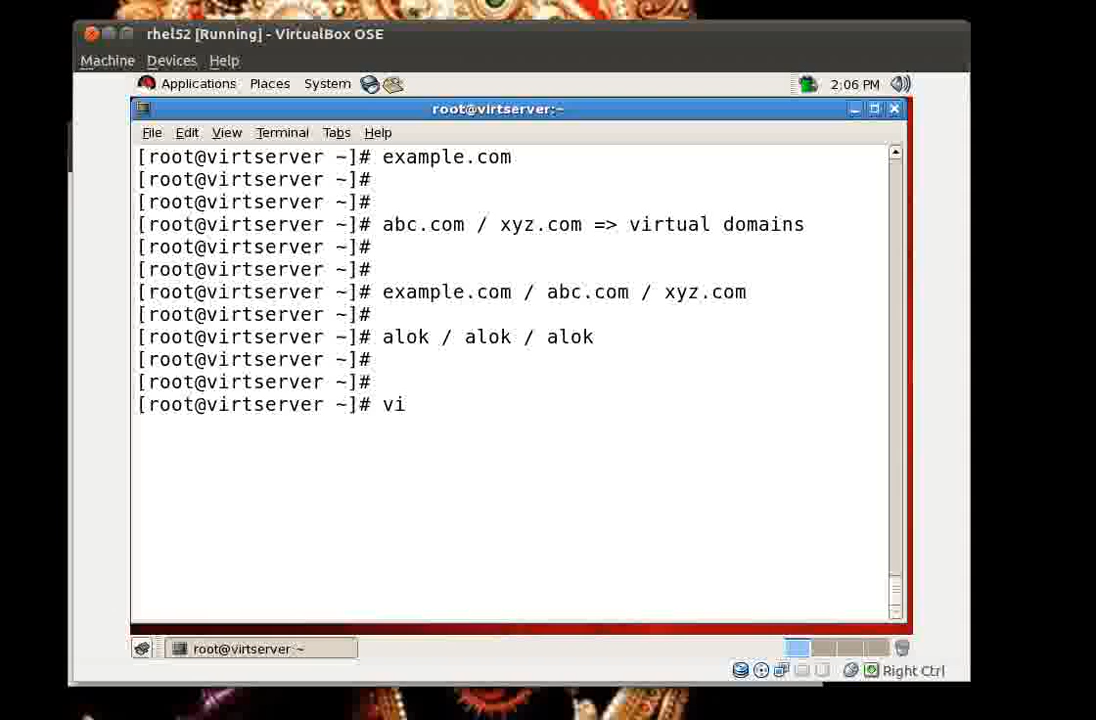 rhel52 [Running] - VirtualBox OSE
Machine Devices Help
Applications Places System 2:06 PM
root@virtserver:~
File Edit View Terminal Tabs Help
[root@virtserver ~]# example.com
[root@virtserver ~]#
[root@virtserver ~]#
[root@virtserver ~]# abc.com / xyz.com => virtual domains
[root@virtserver ~]#
[root@virtserver ~]#
[root@virtserver ~]# example.com / abc.com / xyz.com
[root@virtserver ~]#
[root@virtserver ~]# alok / alok / alok
[root@virtserver ~]#
[root@virtserver ~]#
[root@virtserver ~]# vi
root@virtserver:~
Right Ctrl